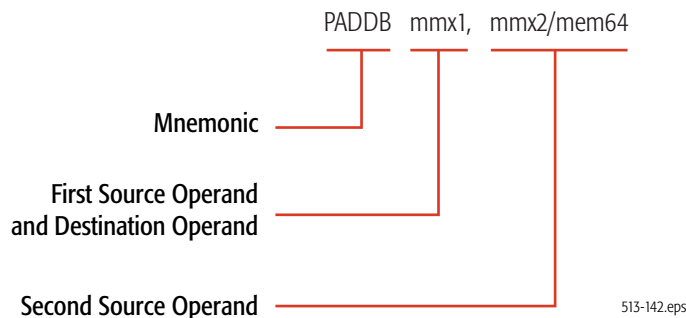 PADDB mmx1, mmx2/mem64
Mnemonic
First Source Operand
and Destination Operand
Second Source Operand
513-142.eps